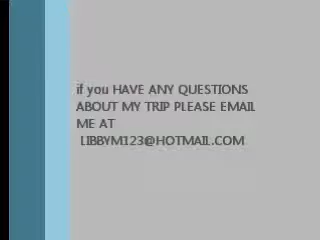 if you HAVE ANY QUESTIONS
ABOUT MY TRIP PLEASE EMAIL
ME AT
LIBBYM123@HOTMAIL.COM